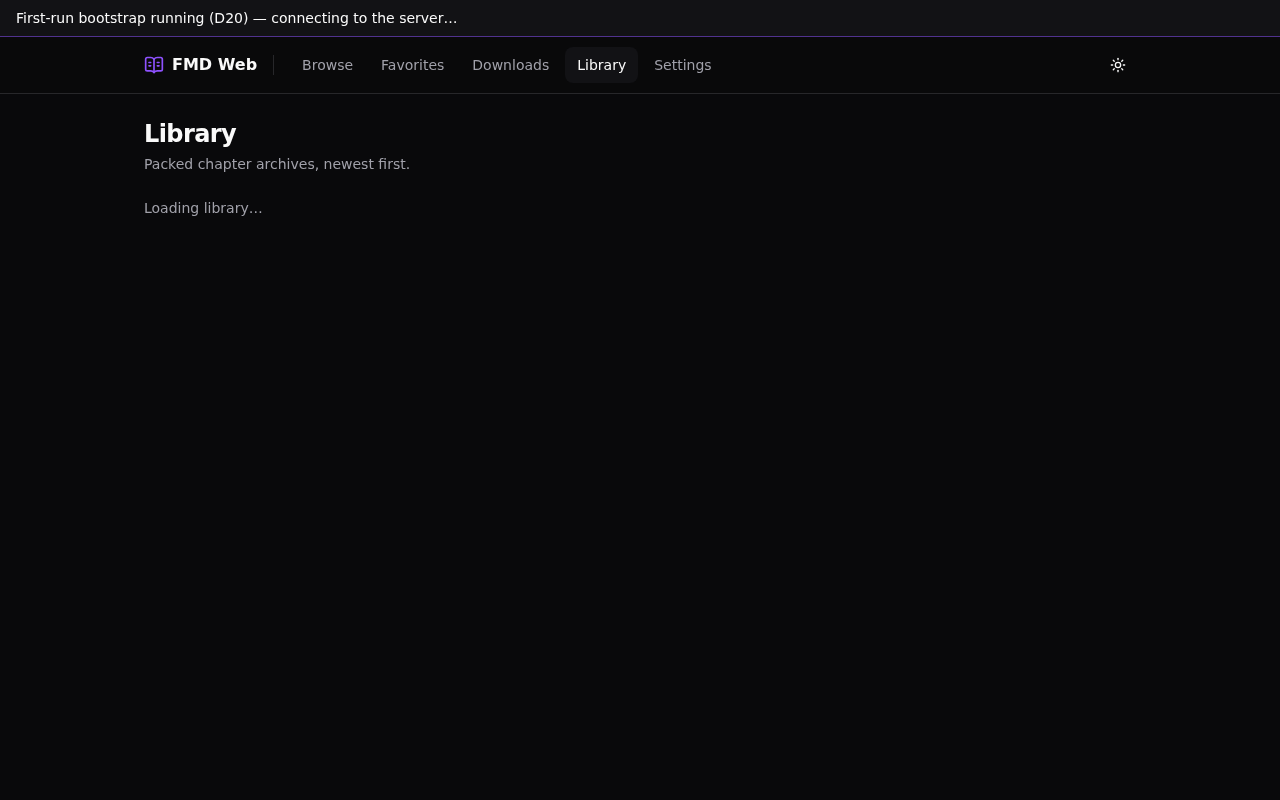 First-run bootstrap running (D20) — connecting to the server…
FMD Web
Browse
Favorites
Downloads
Library
Settings
Library
Packed chapter archives, newest first.
Loading library…